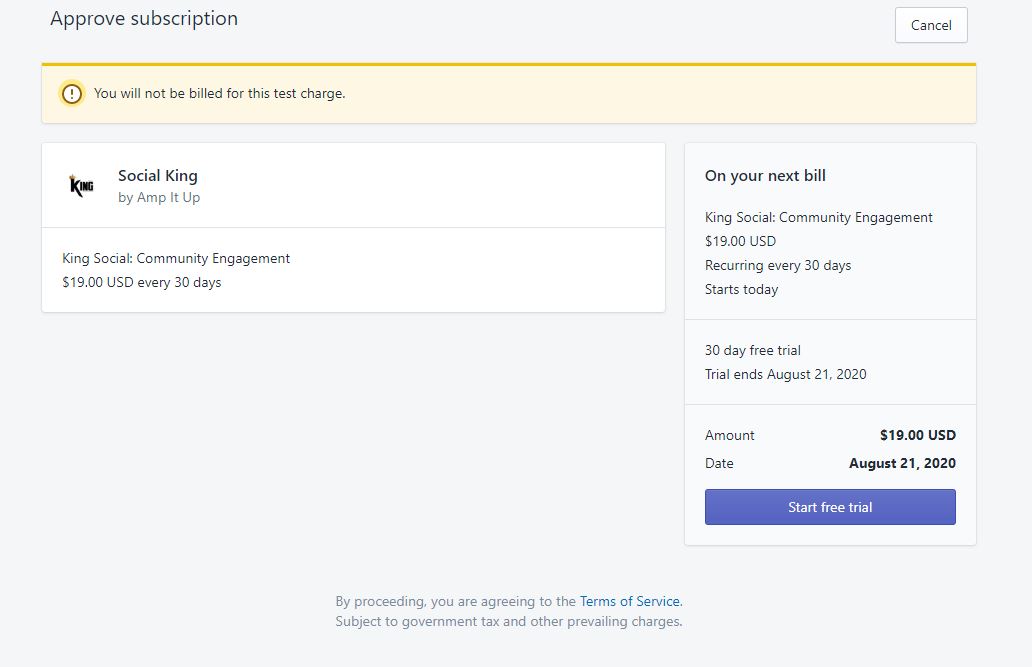 Approve subscription
Cancel
You will not be billed for this test charge.
KING
Social King
by Amp It Up
King Social: Community Engagement
$19.00 USD every 30 days
On your next bill
King Social: Community Engagement
$19.00 USD
Recurring every 30 days
Starts today
30 day free trial
Trial ends August 21, 2020
Amount $19.00 USD
Date August 21, 2020
Start free trial
By proceeding, you are agreeing to the Terms of Service.
Subject to government tax and other prevailing charges.